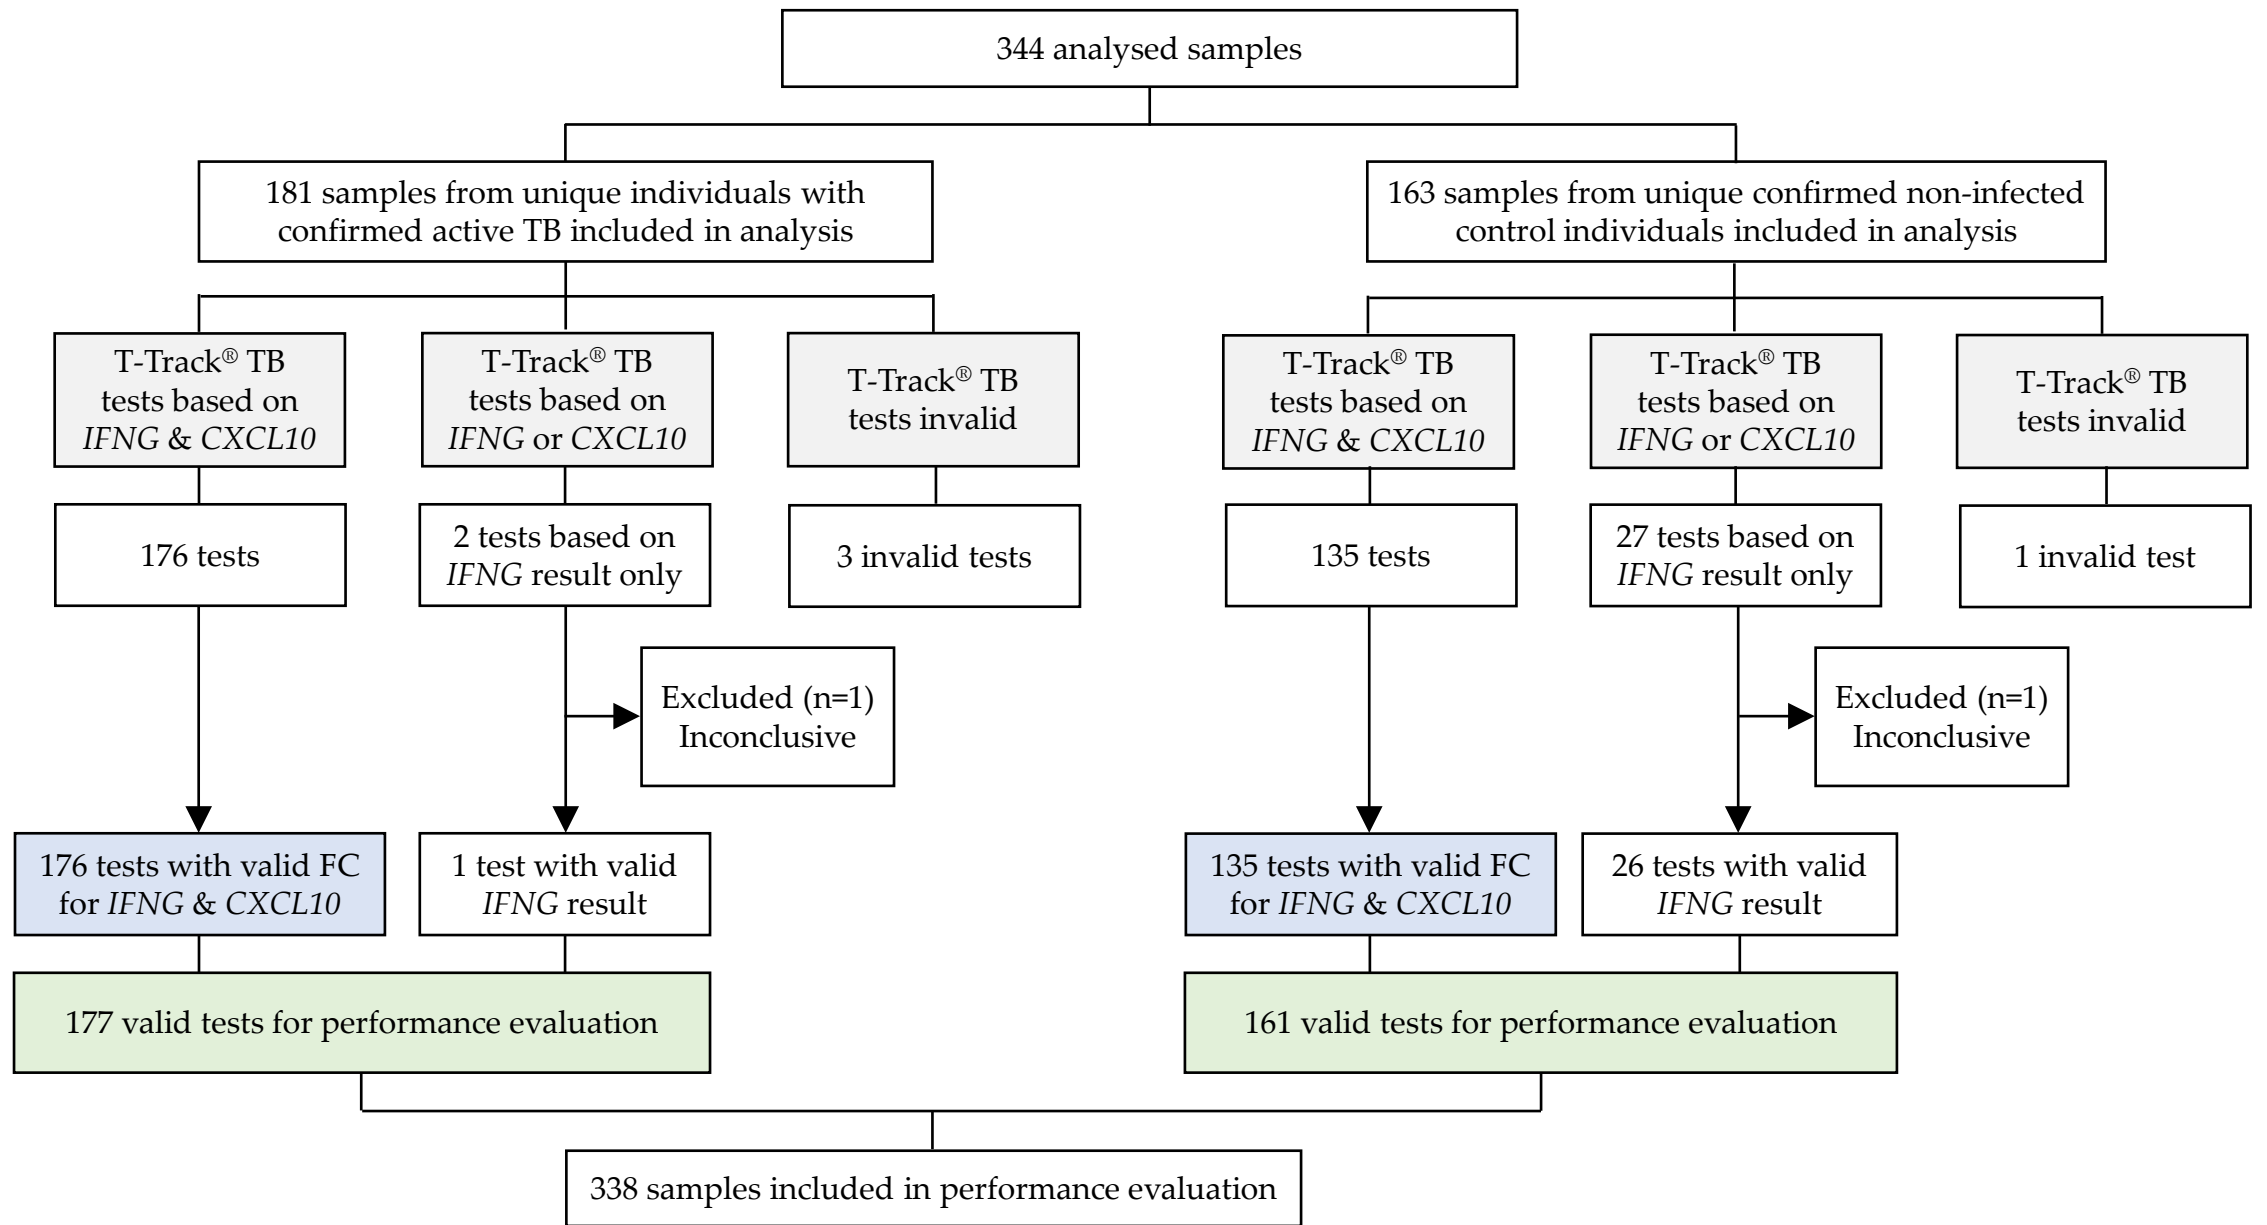 344 analysed samples
181 samples from unique individuals with
confirmed active TB included in analysis
163 samples from unique confirmed non-infected
control individuals included in analysis
T-Track® TB
tests based on
IFNG & CXCL10
T-Track® TB
tests based on
IFNG or CXCL10
T-Track® TB
tests invalid
T-Track® TB
tests based on
IFNG & CXCL10
T-Track® TB
tests based on
IFNG or CXCL10
T-Track® TB
tests invalid
176 tests
2 tests based on
IFNG result only
3 invalid tests
135 tests
27 tests based on
IFNG result only
1 invalid test
Excluded (n=1)
Inconclusive
Excluded (n=1)
Inconclusive
176 tests with valid FC
for IFNG & CXCL10
1 test with valid
IFNG result
135 tests with valid FC
for IFNG & CXCL10
26 tests with valid
IFNG result
177 valid tests for performance evaluation
161 valid tests for performance evaluation
338 samples included in performance evaluation